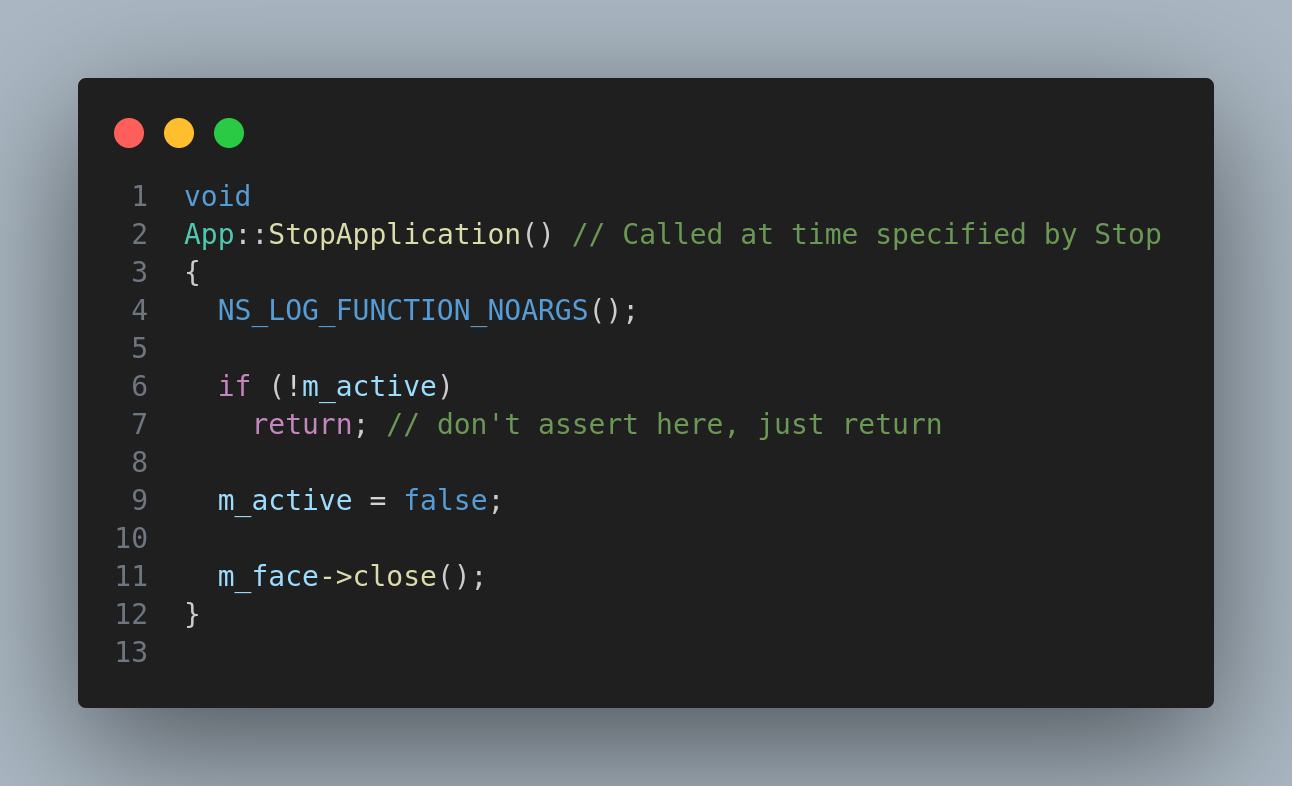 1 void
2 App::StopApplication() // Called at time specified by Stop
3 {
4   NS_LOG_FUNCTION_NOARGS();
5
6   if (!m_active)
7     return; // don't assert here, just return
8
9   m_active = false;
10
11   m_face->close();
12 }
13